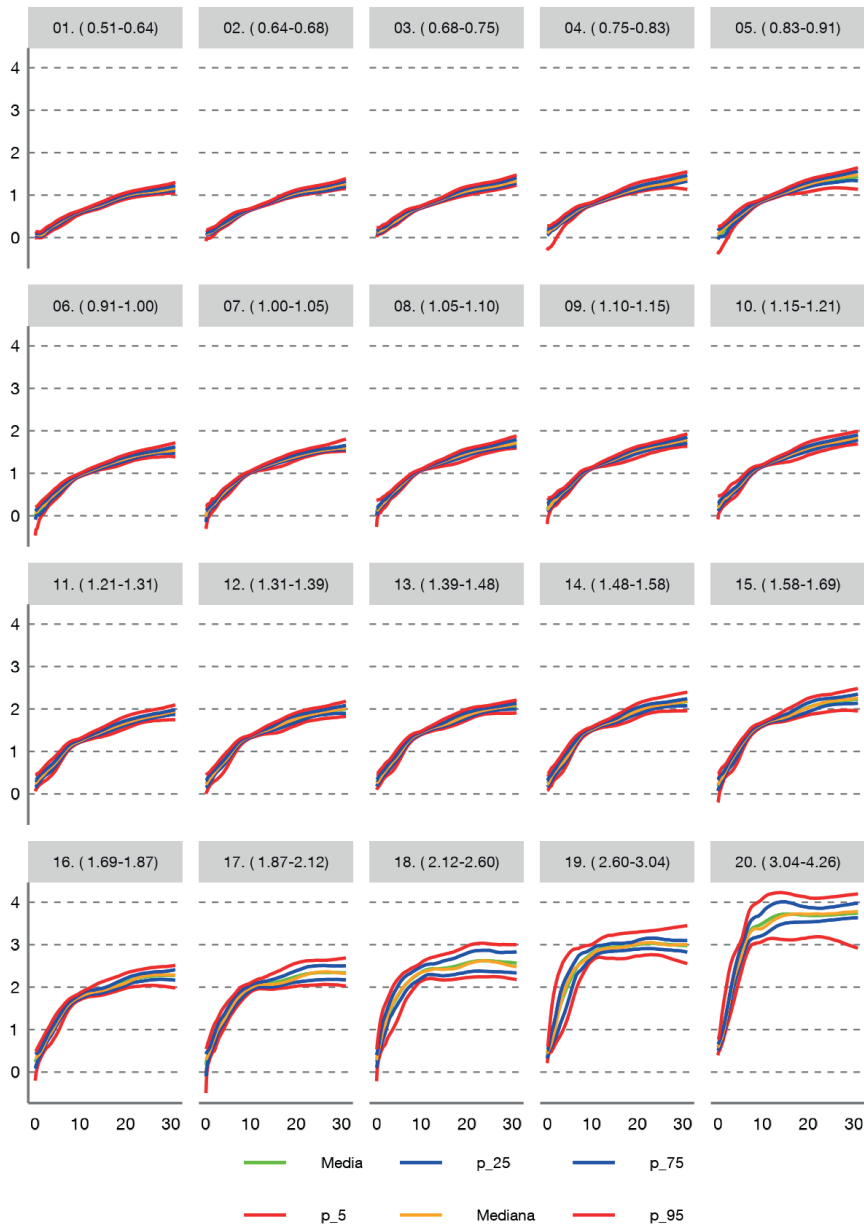 01. ( 0.51-0.64) 02. ( 0.64-0.68) 03. ( 0.68-0.75) 04. ( 0.75-0.83) 05. ( 0.83-0.91)
4
3
2
1
0
06. ( 0.91-1.00) 07. ( 1.00-1.05) 08. ( 1.05-1.10) 09. ( 1.10-1.15) 10. ( 1.15-1.21)
4
3
2
1
0
11. ( 1.21-1.31) 12. ( 1.31-1.39) 13. ( 1.39-1.48) 14. ( 1.48-1.58) 15. ( 1.58-1.69)
4
3
2
1
0
16. ( 1.69-1.87) 17. ( 1.87-2.12) 18. ( 2.12-2.60) 19. ( 2.60-3.04) 20. ( 3.04-4.26)
4
3
2
1
0
0 10 20 30 0 10 20 30 0 10 20 30 0 10 20 30 0 10 20 30
Media p_25 p_75
p_5 Mediana p_95